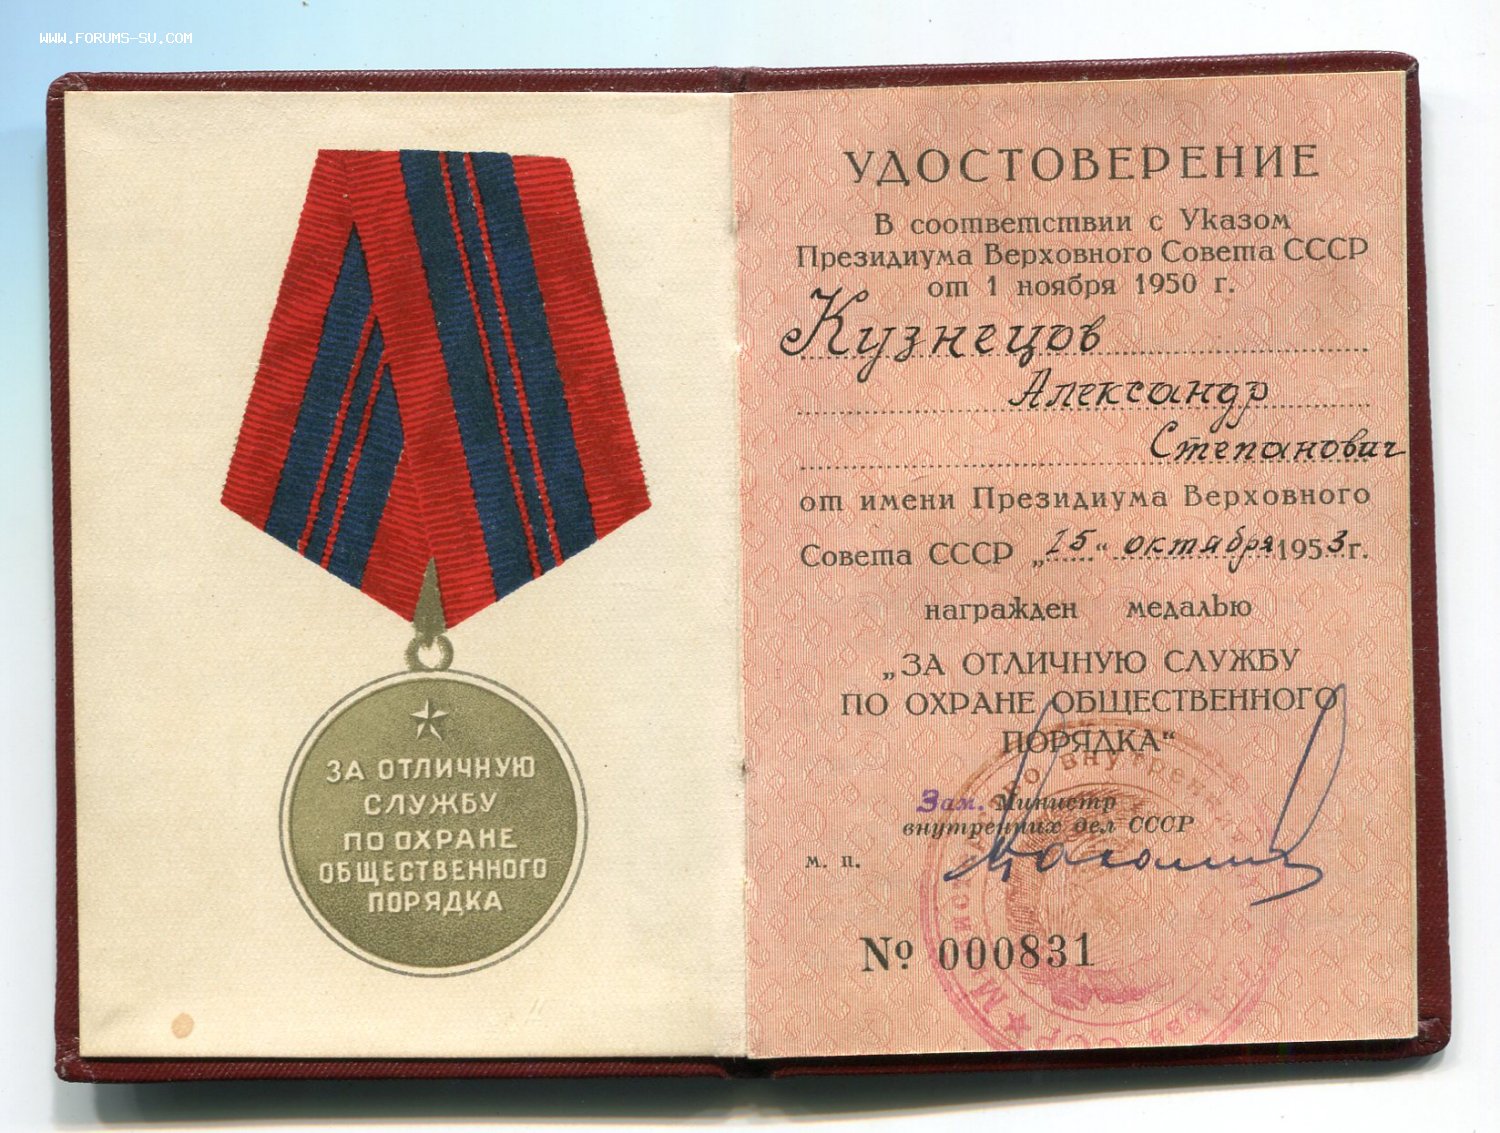 WWW.FORUMS-SU.COM
ЗА ОТЛИЧНУЮ
СЛУЖБУ
ПО ОХРАНЕ
ОБЩЕСТВЕННОГО
ПОРЯДКА
УДОСТОВЕРЕНИЕ
В соответствии с Указом
Президиума Верховного Совета СССР
от 1 ноября 1950 г.
Кузнецов
Александр
Степанович
от имени Президиума Верховного
Совета СССР „15“ октября 1953 г.
награжден медалью
„ЗА ОТЛИЧНУЮ СЛУЖБУ
ПО ОХРАНЕ ОБЩЕСТВЕННОГО
ПОРЯДКА“
Зам. Министр
внутренних дел СССР
м. п.
№ 000831